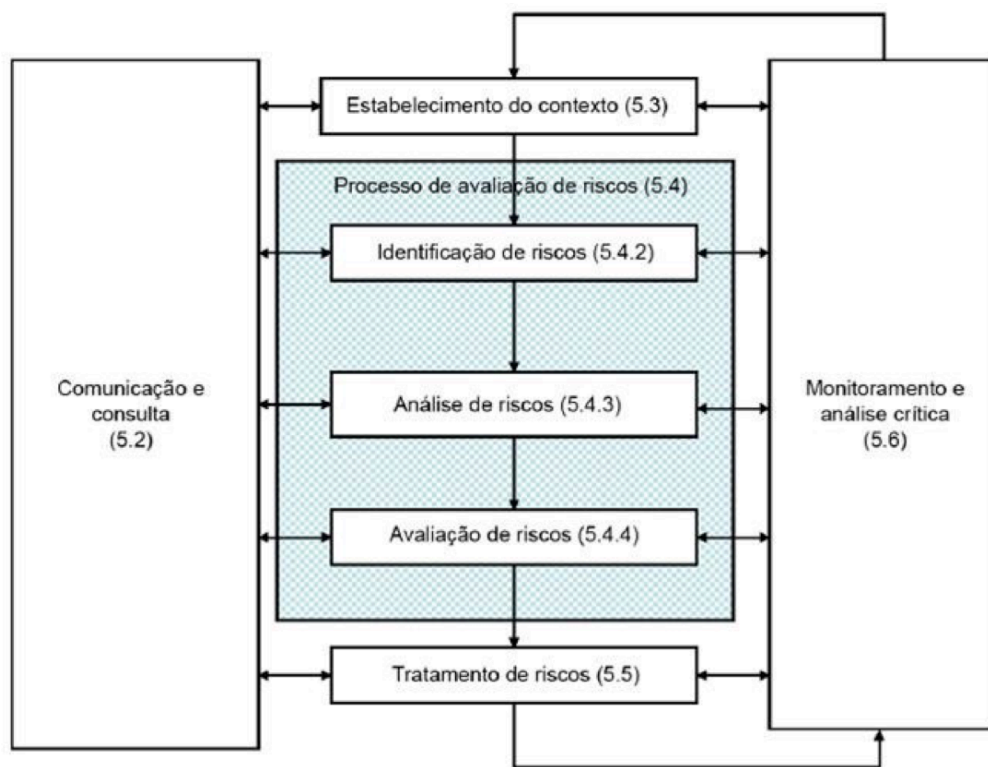 Estabelecimento do contexto (5.3)
Processo de avaliação de riscos (5.4)
Identificação de riscos (5.4.2)
Comunicação e
consulta
(5.2)
Análise de riscos (5.4.3)
Monitoramento e
análise crítica
(5.6)
Avaliação de riscos (5.4.4)
Tratamento de riscos (5.5)